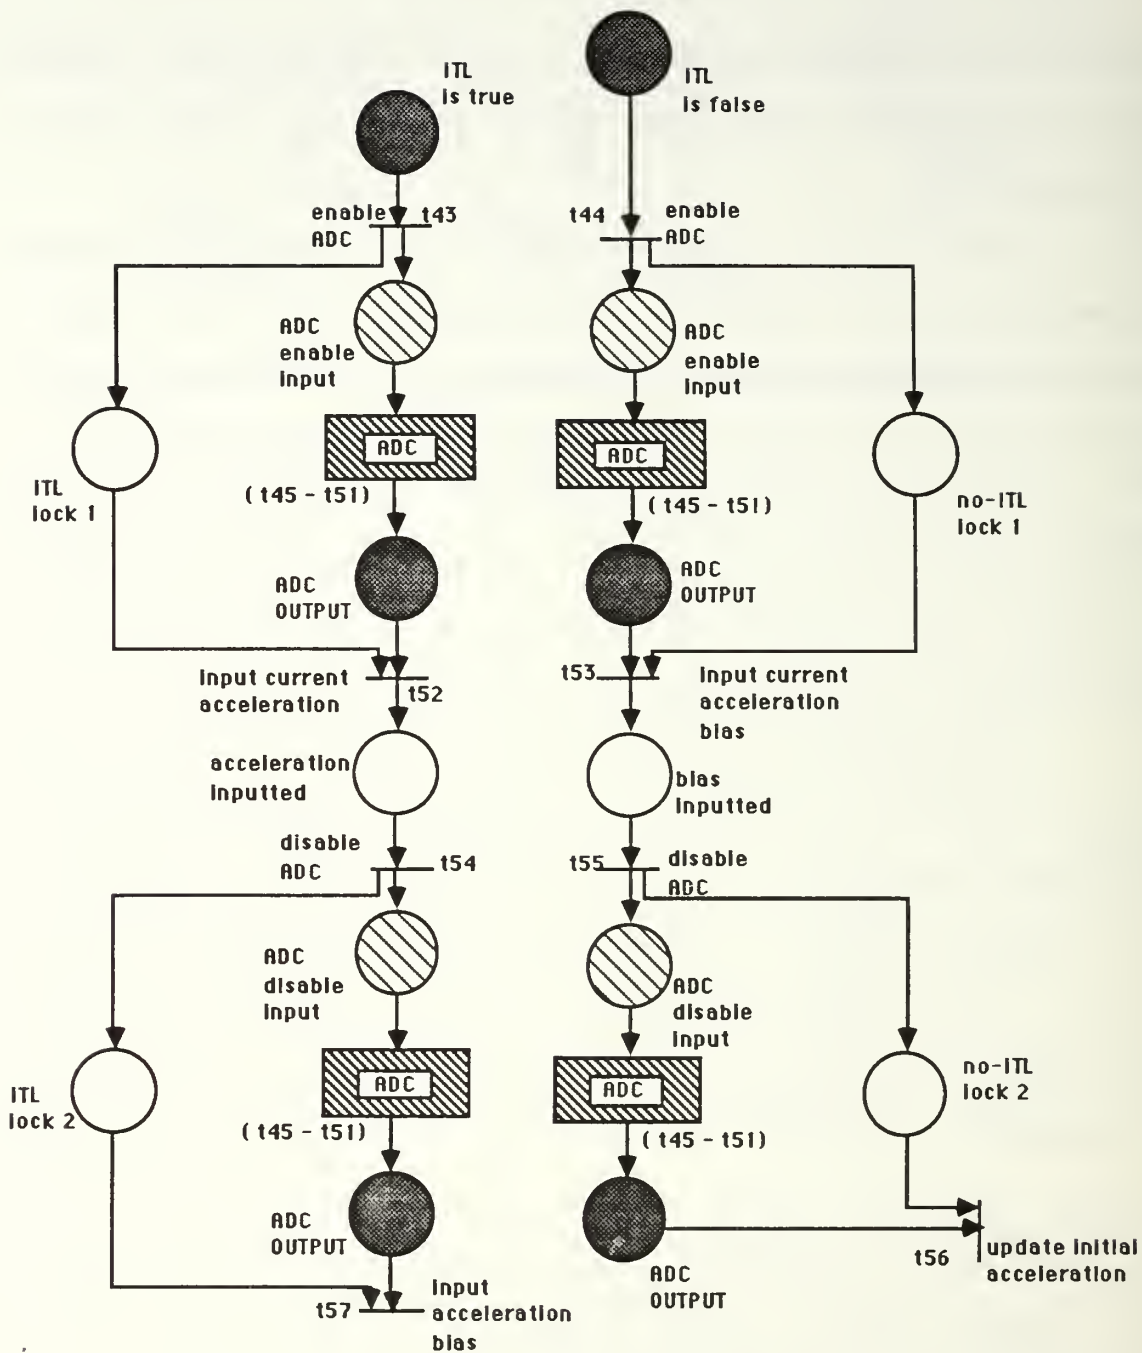 ITL
is true
ITL
is false
enable
ADC
t43
t44
enable
ADC
ADC
enable
input
ADC
enable
input
ADC
ADC
ITL
lock 1
(t45 - t51)
(t45 - t51)
no-ITL
lock 1
ADC
OUTPUT
ADC
OUTPUT
input current
acceleration
t52
t53
input current
acceleration
bias
acceleration
inputted
bias
inputted
disable
ADC
t54
t55
disable
ADC
ADC
disable
input
ADC
disable
input
ITL
lock 2
ADC
ADC
no-ITL
lock 2
(t45 - t51)
(t45 - t51)
ADC
OUTPUT
ADC
OUTPUT
t56
update initial
acceleration
t57
input
acceleration
bias